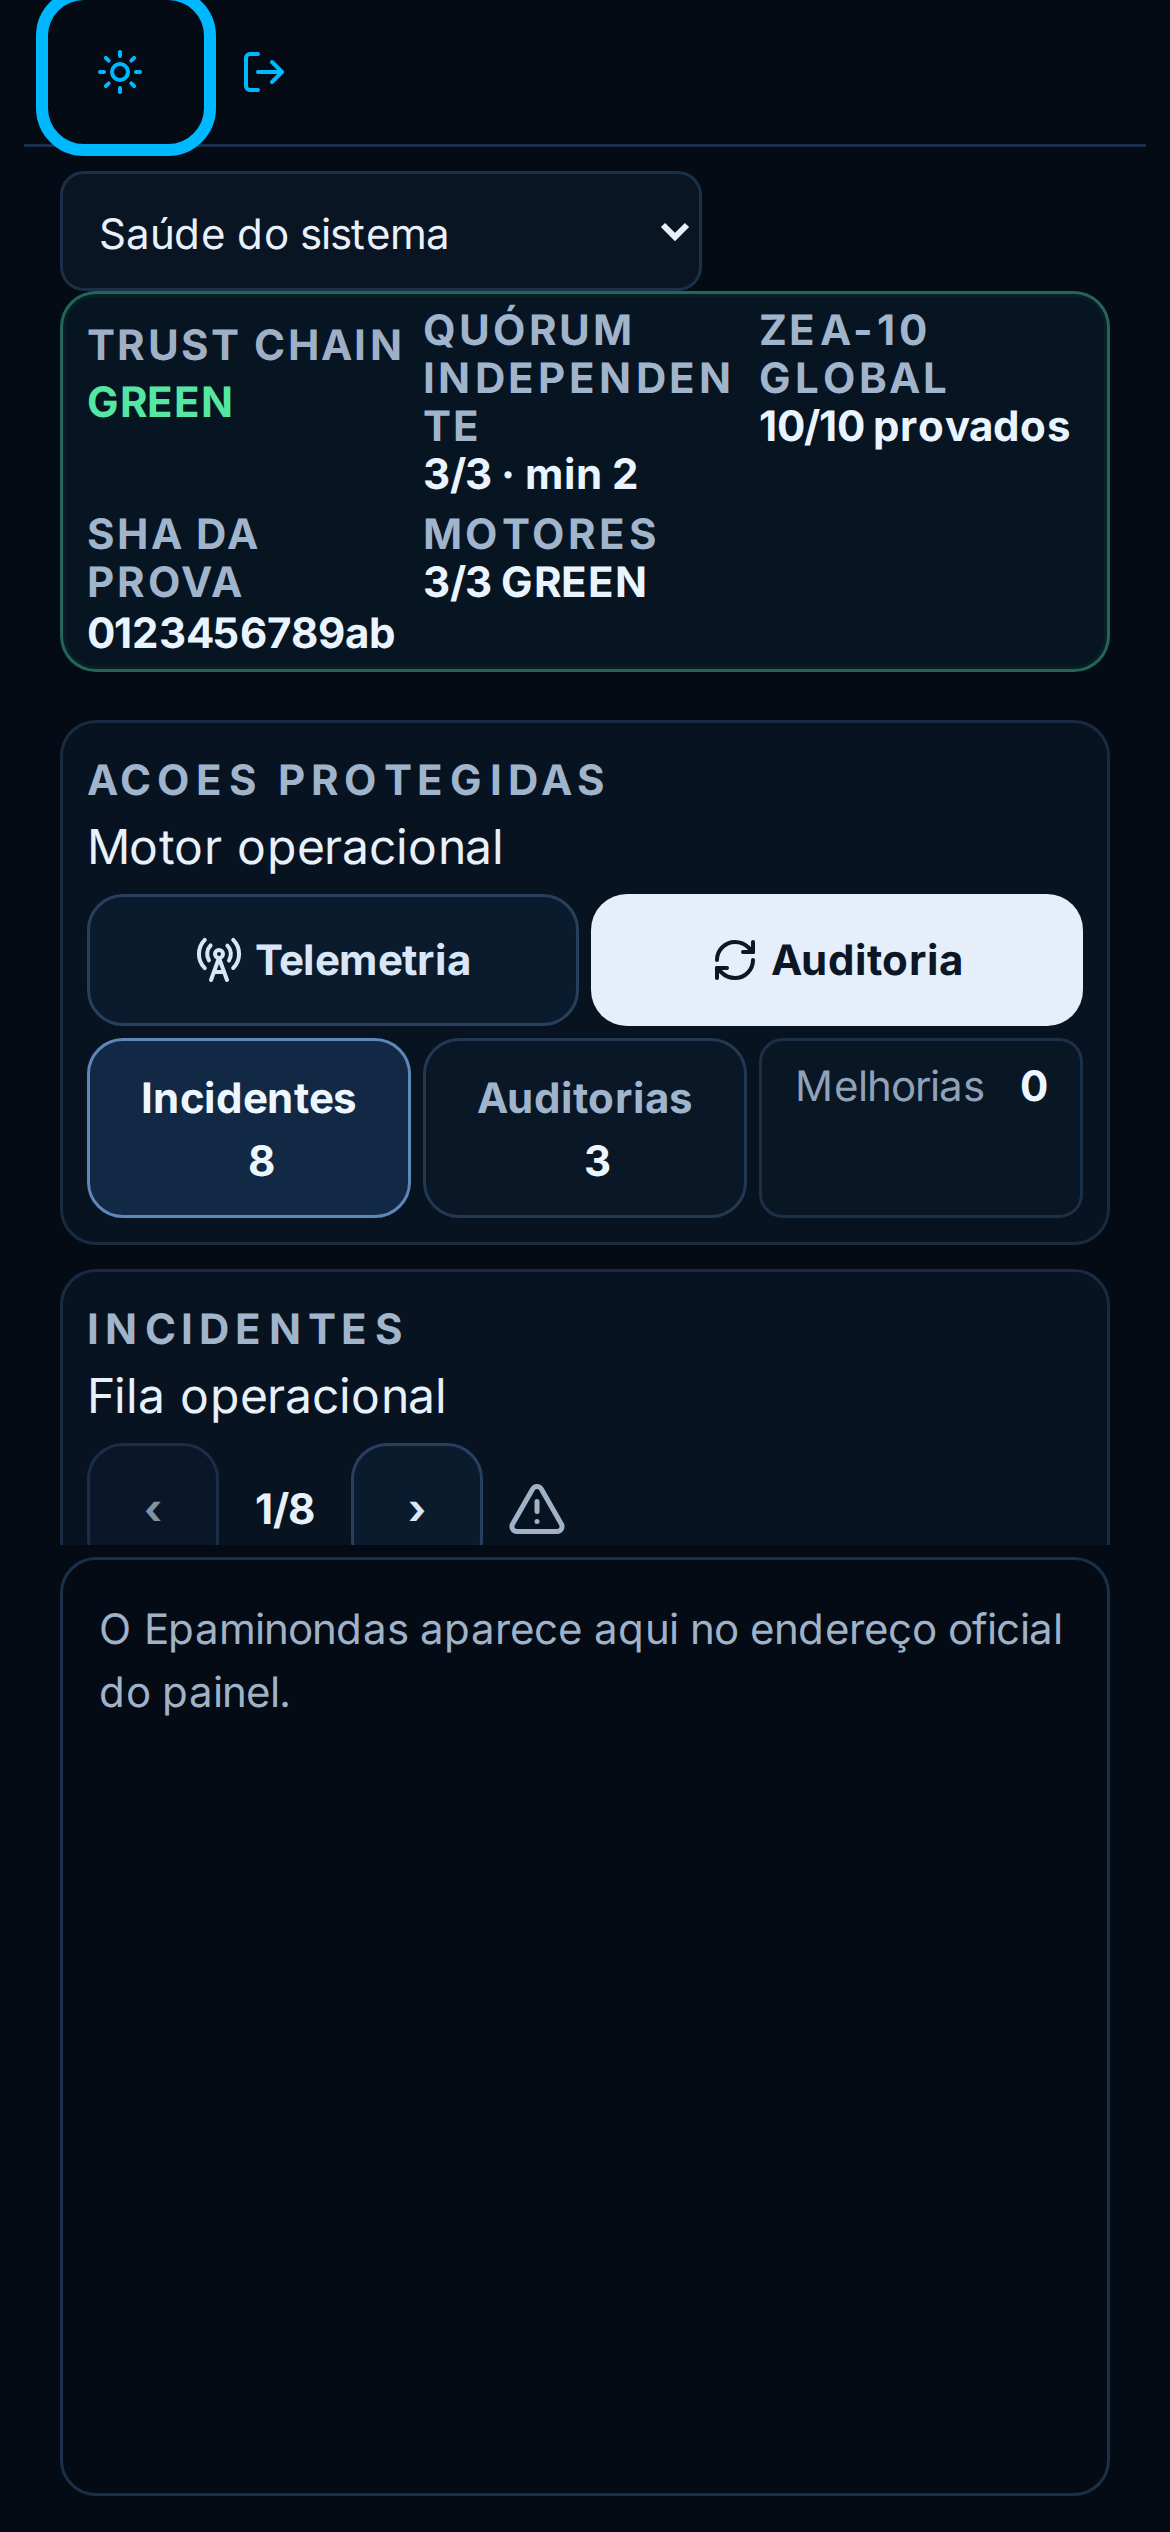 Saúde do sistema
TRUST CHAIN
GREEN
QUÓRUM
INDEPENDEN
TE
3/3 · min 2
ZEA-10
GLOBAL
10/10 provados
SHA DA
PROVA
0123456789ab
MOTORES
3/3 GREEN
ACOES PROTEGIDAS
Motor operacional
Telemetria
Auditoria
Incidentes
8
Auditorias
3
Melhorias 0
INCIDENTES
Fila operacional
‹ 1/8 ›
O Epaminondas aparece aqui no endereço oficial
do painel.